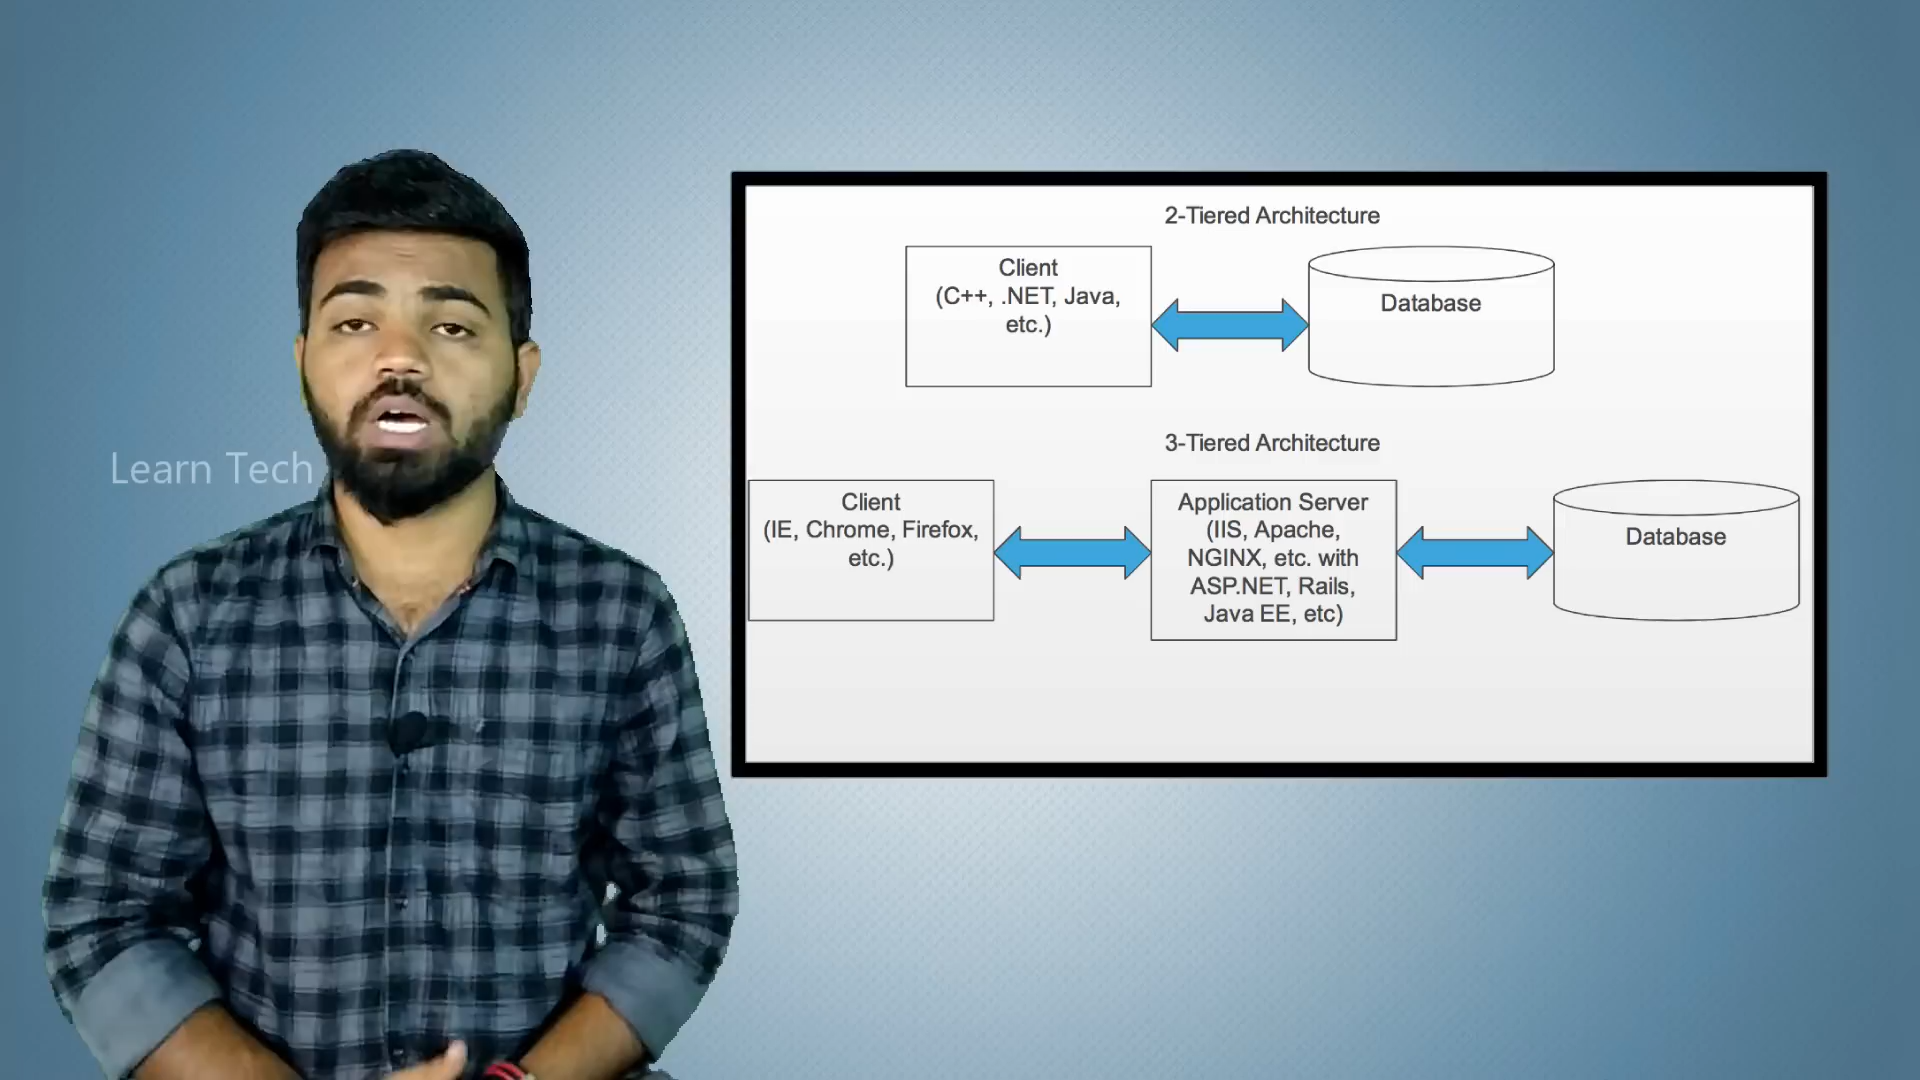 2-Tiered Architecture
Client
(C++, .NET, Java,
etc.)
Database
3-Tiered Architecture
Client
(IE, Chrome, Firefox,
etc.)
Application Server
(IIS, Apache,
NGINX, etc. with
ASP.NET, Rails,
Java EE, etc)
Database
Learn Tech